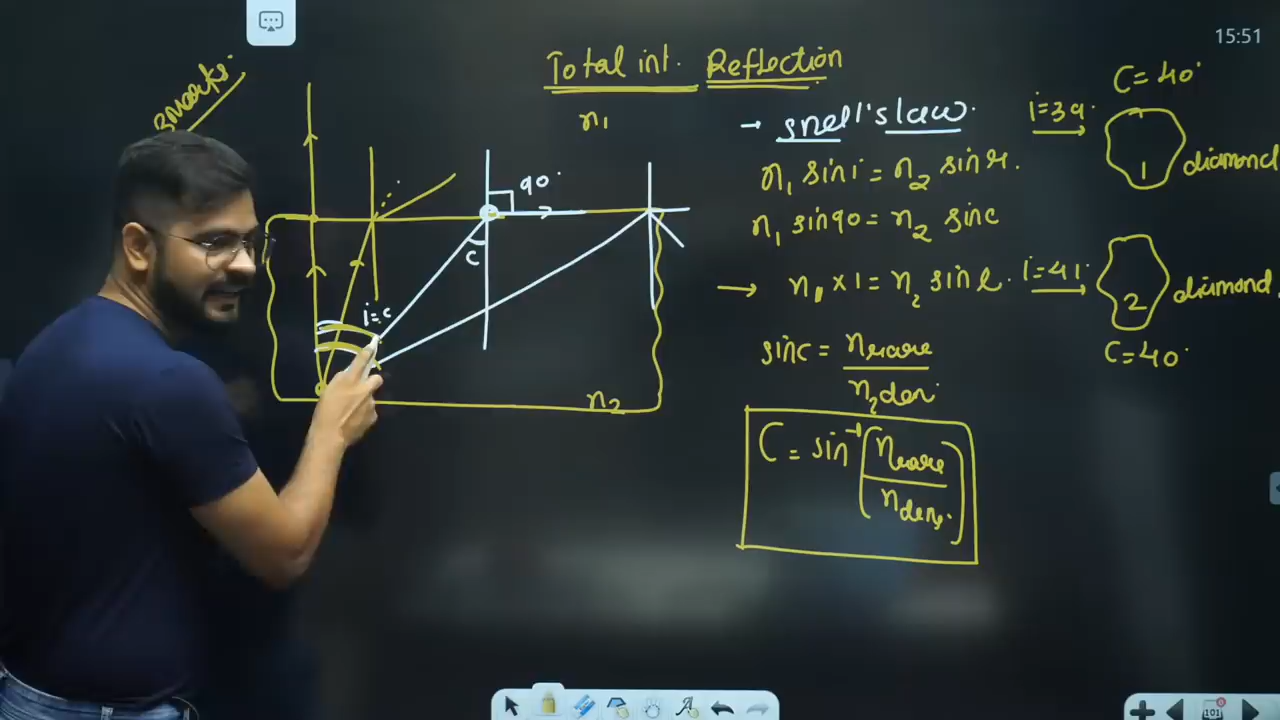 15:51
Total int. Reflection
3marks.
n₁
→ snell's law.
n₁ sin i = n₂ sin r.
n₁ sin 90 = n₂ sin c
→ n₁ × 1 = n₂ sin c.
sin c = n rare / n₂ den
C = sin⁻¹ ( n rare / n den. )
90°
C
i = c
n₂
C = 40°
i = 39.
1
diamond
i = 41.
2
diamond
C = 40°
A
101